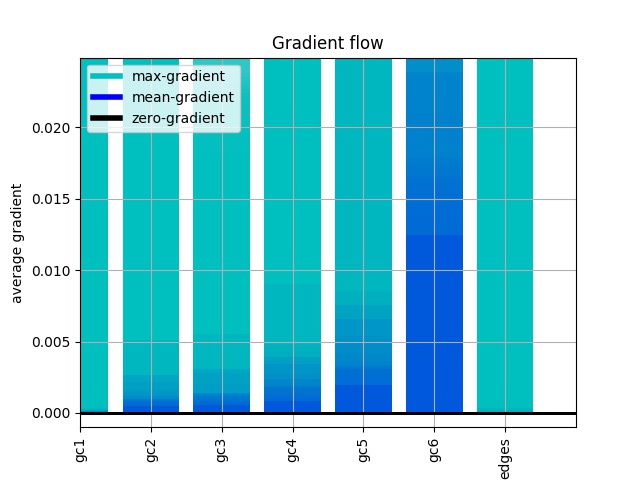 Gradient flow
max-gradient
mean-gradient
zero-gradient
average gradient
0.020
0.015
0.010
0.005
0.000
gc1
gc2
gc3
gc4
gc5
gc6
edges